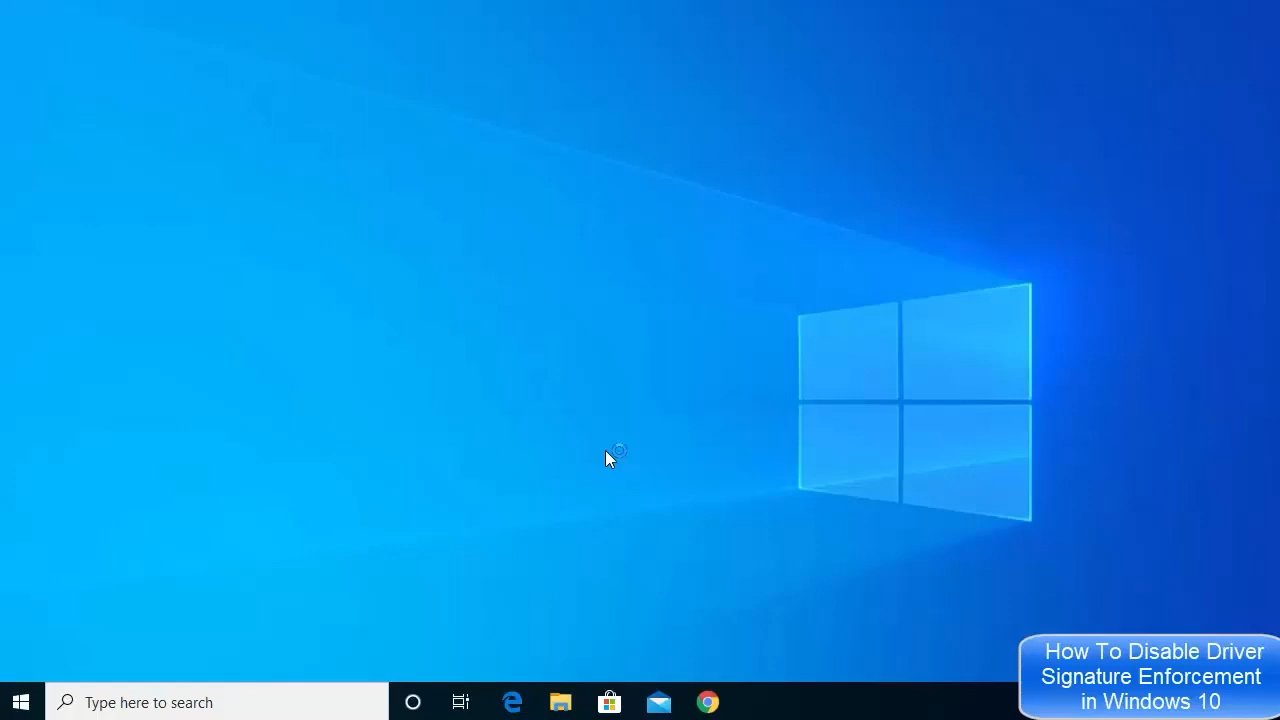 How To Disable Driver
Signature Enforcement
in Windows 10
Type here to search